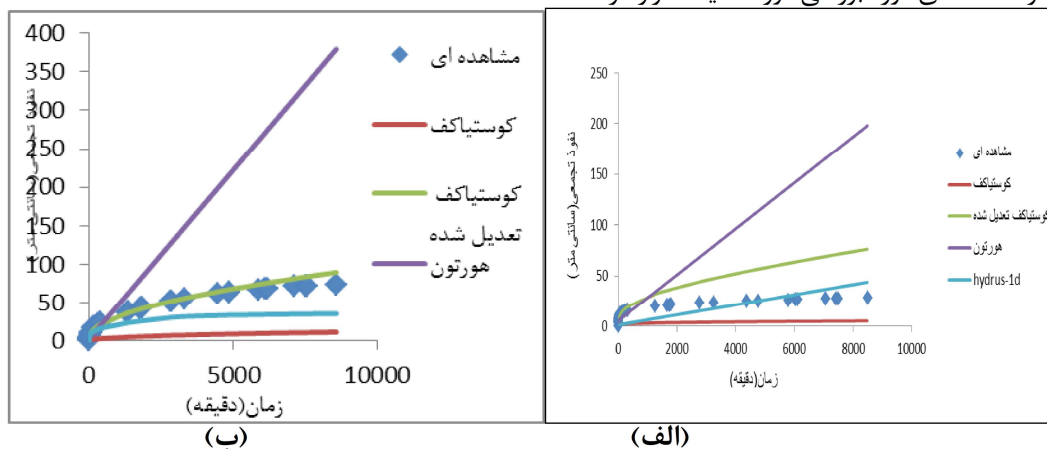 400
350
300
250
200
150
100
50
0
0
5000
10000
زمان(دقیقه)
مشاهده ای
کوستیاکف
کوستیاکف
تعدیل شده
هورتون
(ب)
250
200
150
100
50
0
0
2000
4000
6000
8000
10000
نفوذ تجمعی(سانتی متر)
زمان(دقیقه)
مشاهده ای
کوستیاکف
کوستیاکف تعدیل شده
هورتون
hydrus-1d
(الف)